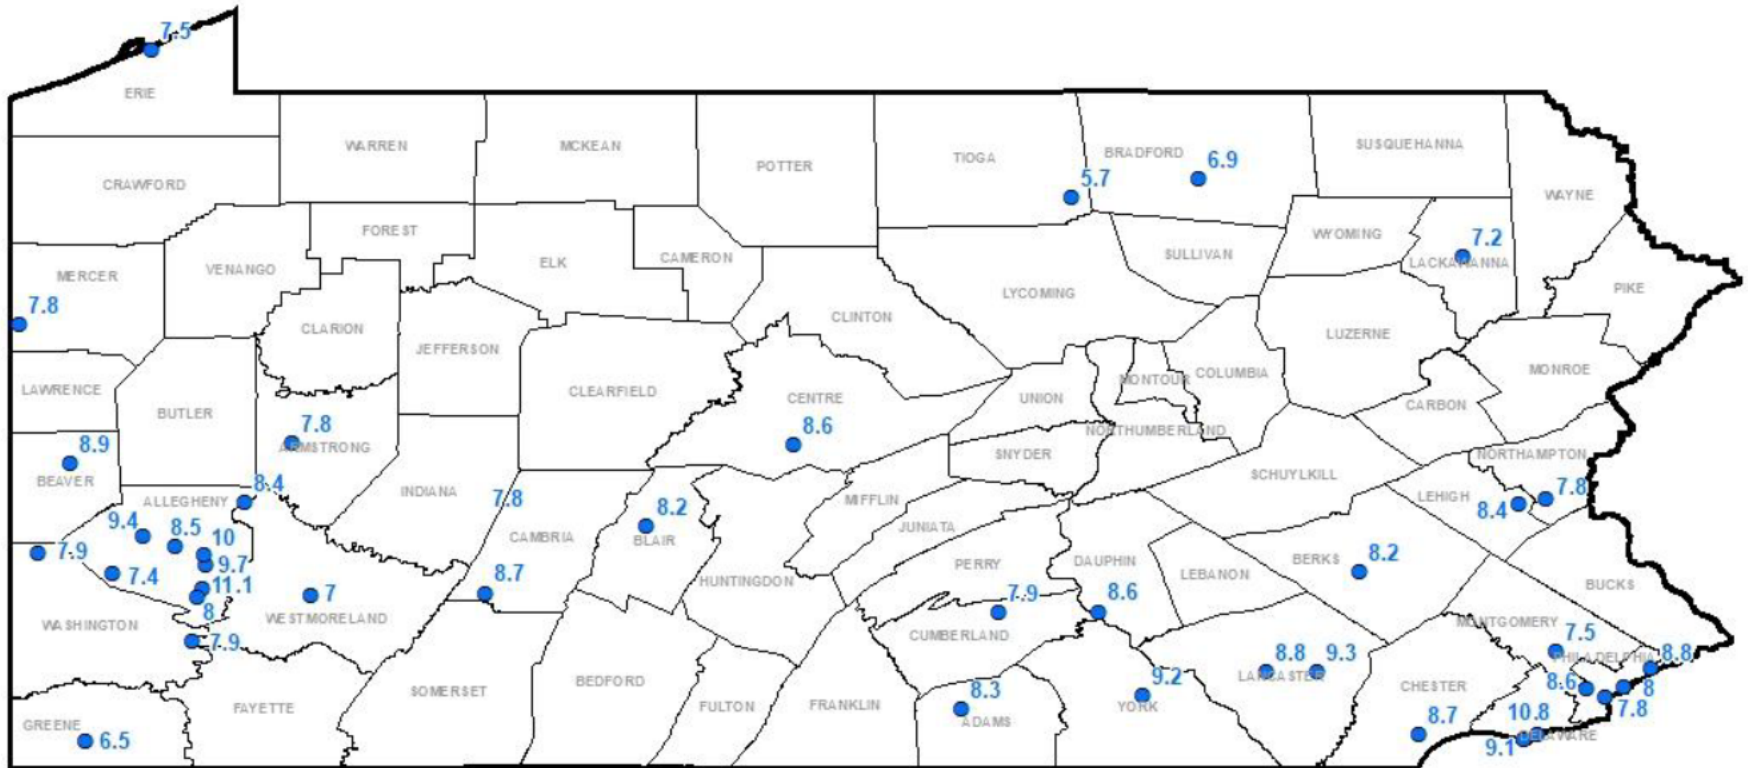 7.5
ERIE
WARREN
MCKEAN
POTTER
TIOGA
BRADFORD
6.9
SUSQUEHANNA
5.7
CRAWFORD
WAYNE
FOREST
7.2
WYOMING
LACKAWANNA
SULLIVAN
MERCER
VENANGO
ELK
CAMERON
LYCOMING
PIKE
7.8
CLARION
CLINTON
LUZERNE
JEFFERSON
MONROE
LAWRENCE
BUTLER
CLEARFIELD
CENTRE
8.6
UNION
MONTOUR
COLUMBIA
CARBON
7.8
ARMSTRONG
NORTHUMBERLAND
8.9
BEAVER
SNYDER
NORTHAMPTON
SCHUYLKILL
8.4
ALLEGHENY
INDIANA
7.8
MIFFLIN
LEHIGH
7.8
8.4
9.4
8.5
10
8.2
BLAIR
CAMBRIA
JUNIATA
7.9
9.7
7.4
11.1
8
7
8.7
HUNTINGDON
PERRY
DAUPHIN
LEBANON
BERKS
8.2
BUCKS
WASHINGTON
WESTMORELAND
7.9
7.9
8.6
CUMBERLAND
MONTGOMERY
7.5
PHILADELPHIA
8.8
8.8
9.3
LANCASTER
GREENE
6.5
FAYETTE
SOMERSET
BEDFORD
FULTON
FRANKLIN
8.3
ADAMS
9.2
YORK
CHESTER
8.7
8.6
8
7.8
10.8
9.1
DELAWARE